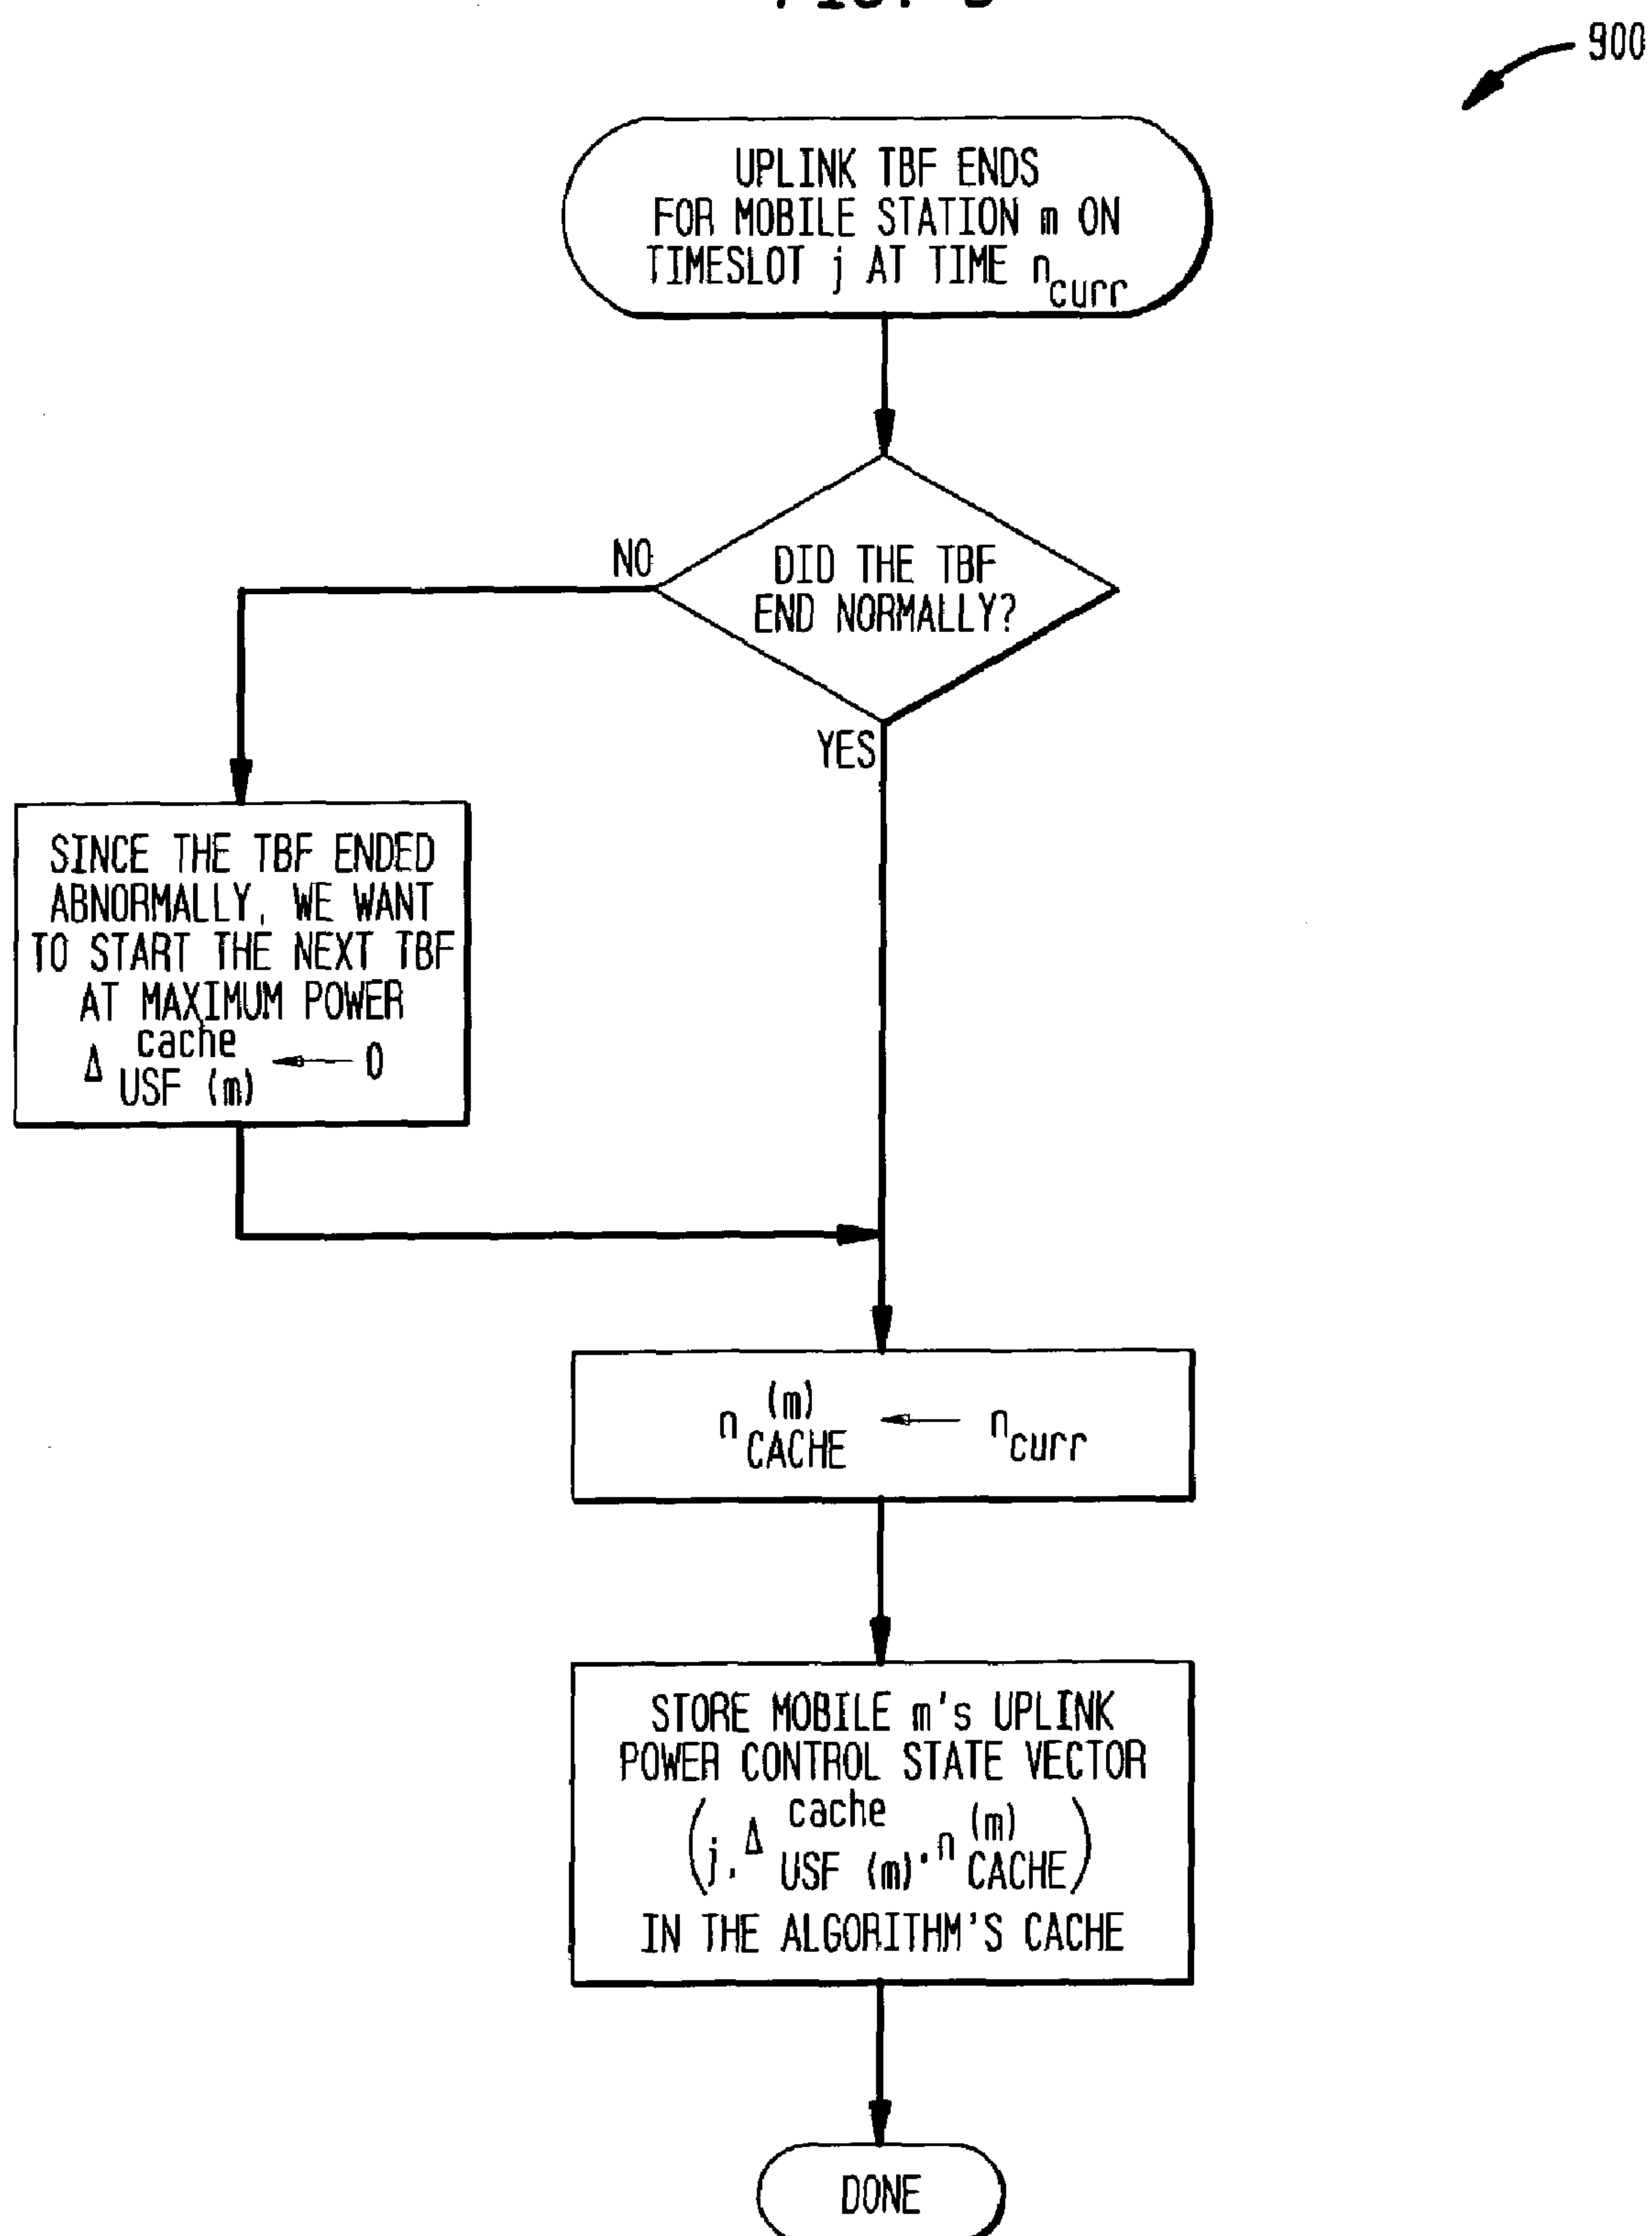 900
UPLINK TBF ENDS
FOR MOBILE STATION m ON
TIMESLOT j AT TIME n curr
NO
DID THE TBF
END NORMALLY?
YES
SINCE THE TBF ENDED
ABNORMALLY, WE WANT
TO START THE NEXT TBF
AT MAXIMUM POWER
Δ cache USF (m) ← 0
n (m) CACHE ← n curr
STORE MOBILE m's UPLINK
POWER CONTROL STATE VECTOR
(j, Δ cache USF (m), n (m) CACHE)
IN THE ALGORITHM'S CACHE
DONE